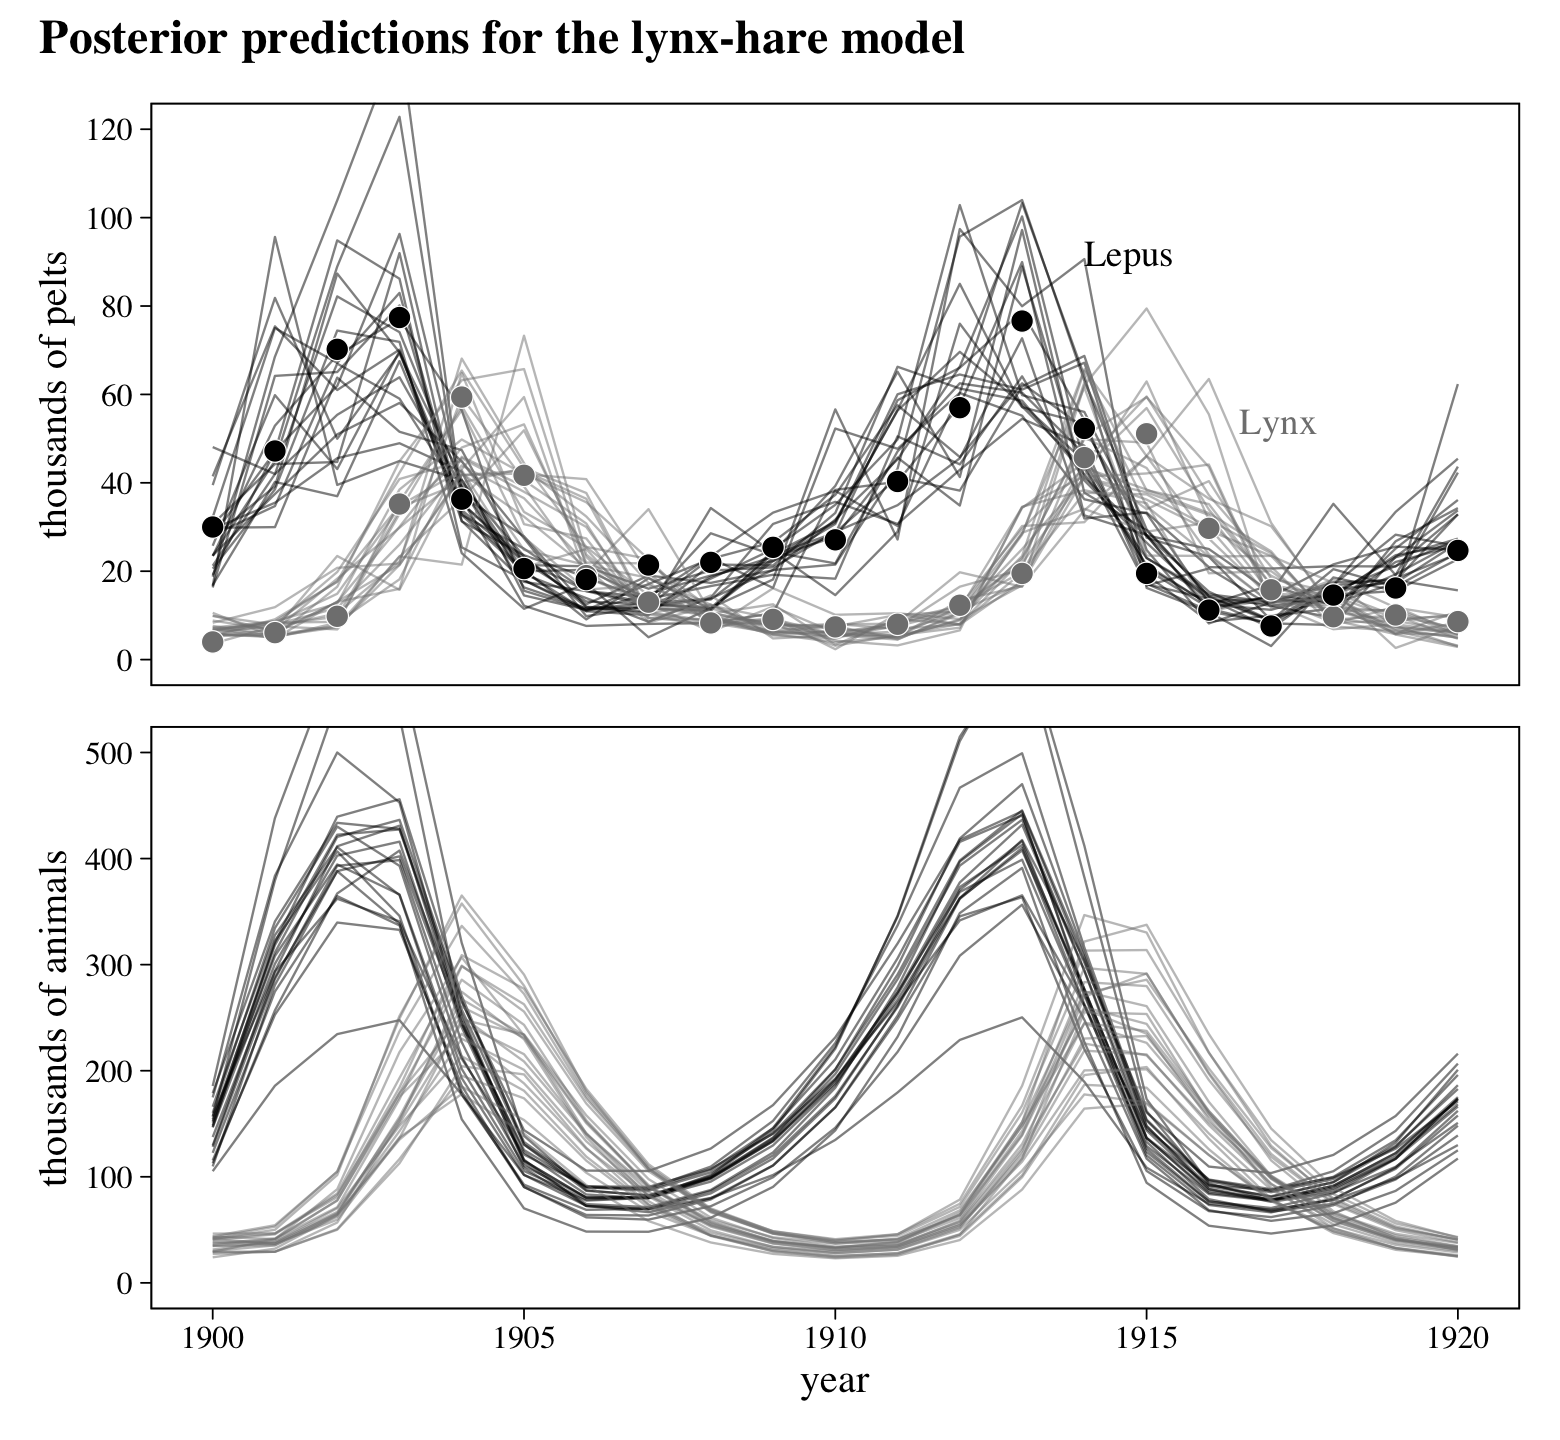 Posterior predictions for the lynx-hare model
thousands of pelts
120
100
80
60
40
20
0
Lepus
Lynx
thousands of animals
500
400
300
200
100
0
1900 1905 1910 1915 1920
year